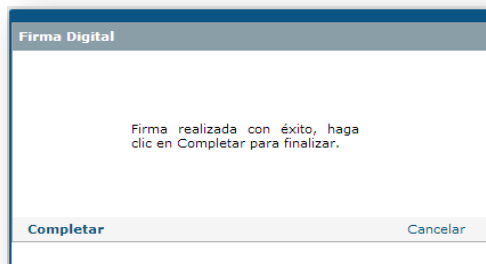 Firma Digital
Firma realizada con éxito, haga
clic en Completar para finalizar.
Completar
Cancelar